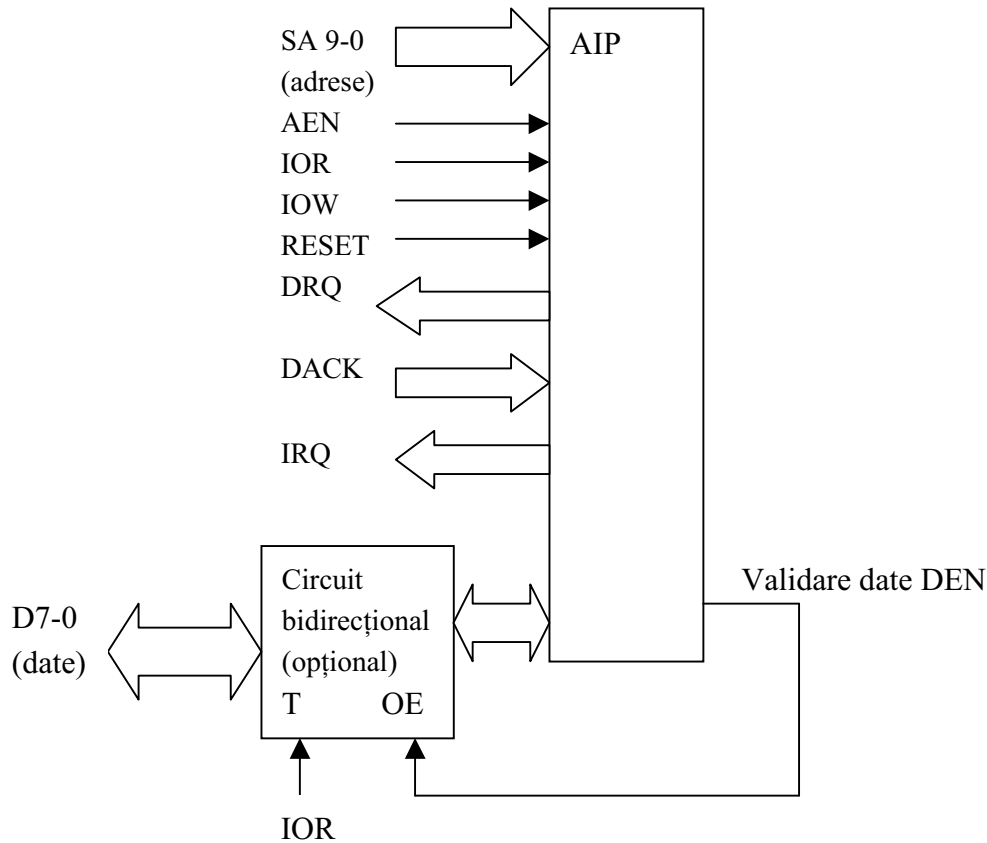 SA 9-0
(adrese)
AIP
AEN
IOR
IOW
RESET
DRQ
DACK
IRQ
Validare date DEN
D7-0
(date)
Circuit
bidirecțional
(opțional)
T OE
IOR